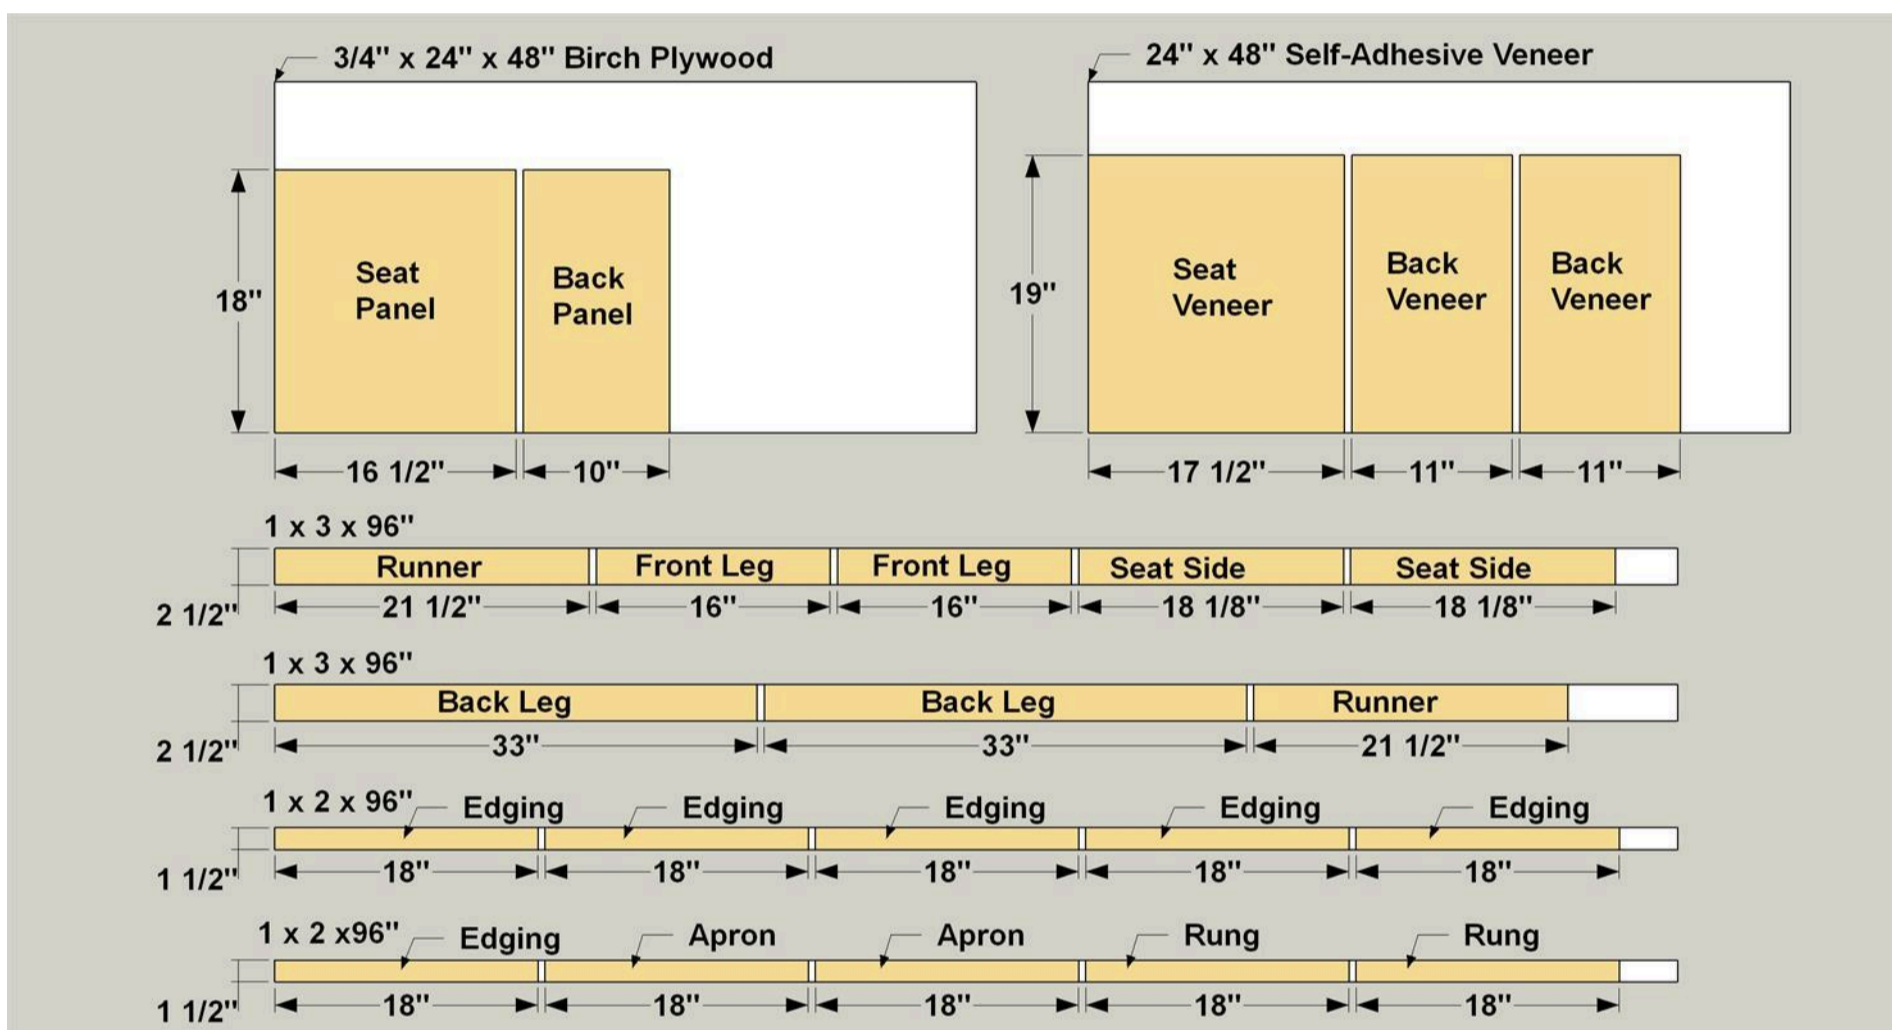 3/4" x 24" x 48" Birch Plywood
24" x 48" Self-Adhesive Veneer
Seat
Panel
Back
Panel
18"
16 1/2"
10"
Seat
Veneer
Back
Veneer
Back
Veneer
19"
17 1/2"
11"
11"
1 x 3 x 96"
Runner
Front Leg
Front Leg
Seat Side
Seat Side
2 1/2"
21 1/2"
16"
16"
18 1/8"
18 1/8"
1 x 3 x 96"
Back Leg
Back Leg
Runner
2 1/2"
33"
33"
21 1/2"
1 x 2 x 96"
Edging
Edging
Edging
Edging
Edging
1 1/2"
18"
18"
18"
18"
18"
1 x 2 x96"
Edging
Apron
Apron
Rung
Rung
1 1/2"
18"
18"
18"
18"
18"